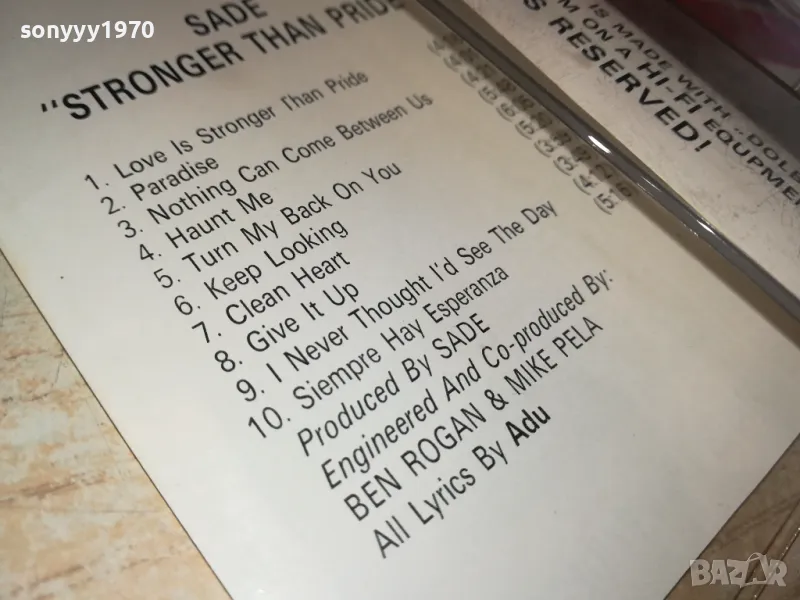 sonyyy1970
SADE
"STRONGER THAN PRIDE
1. Love Is Stronger Than Pride
2. Paradise
3. Nothing Can Come Between Us
4. Haunt Me
5. Turn My Back On You
6. Keep Looking
7. Clean Heart
8. Give It Up
9. I Never Thought I'd See The Day
10. Siempre Hay Esperanza
Produced By SADE
Engineered And Co-produced By:
BEN ROGAN & MIKE PELA
All Lyrics By Adu
IS MADE WITH ..DOLB
M ON A HI-FI EQUPMEN
S RESERVED!
BAZAR